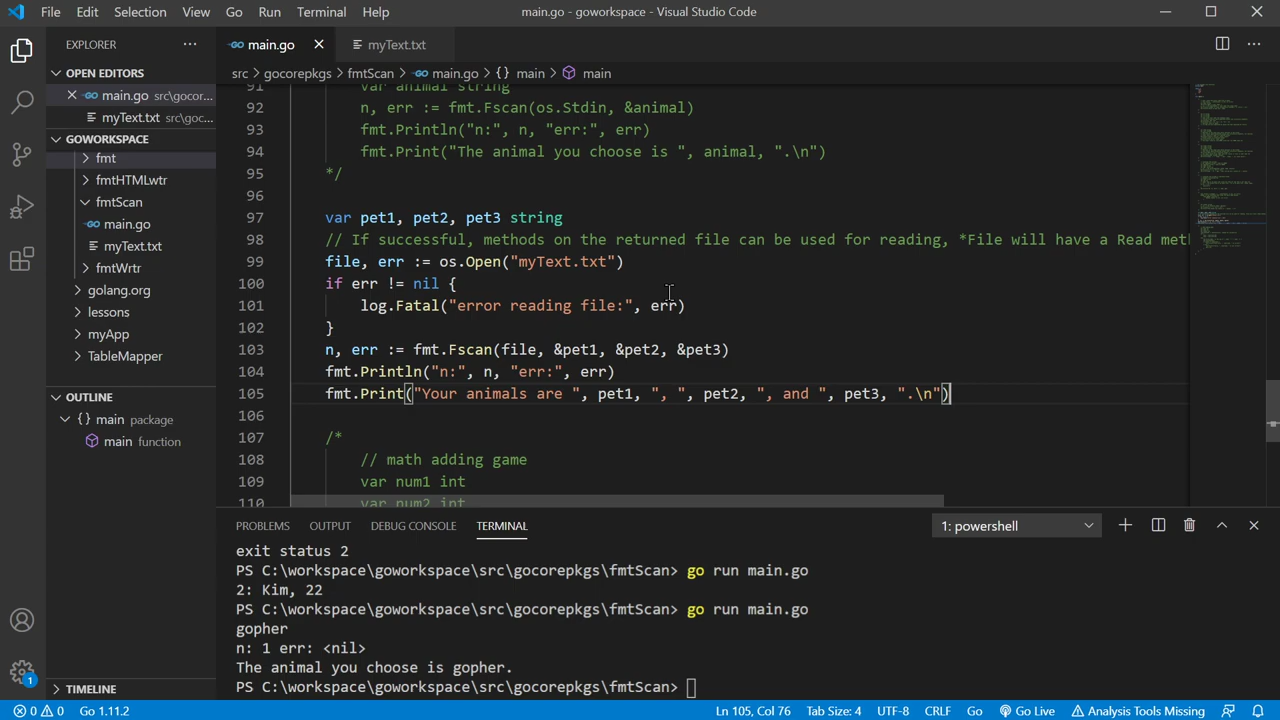 File Edit Selection View Go Run Terminal Help
main.go - goworkspace - Visual Studio Code
EXPLORER
OPEN EDITORS
main.go src\gocor...
myText.txt src\goc...
GOWORKSPACE
fmt
fmtHTMLwtr
fmtScan
main.go
myText.txt
fmtWrtr
golang.org
lessons
myApp
TableMapper
OUTLINE
main package
main function
TIMELINE
main.go
myText.txt
src > gocorepkgs > fmtScan > main.go > {} main > main
91 var animal string
92 n, err := fmt.Fscan(os.Stdin, &animal)
93 fmt.Println("n:", n, "err:", err)
94 fmt.Print("The animal you choose is ", animal, ".\n")
95 */
96
97 var pet1, pet2, pet3 string
98 // If successful, methods on the returned file can be used for reading, *File will have a Read met
99 file, err := os.Open("myText.txt")
100 if err != nil {
101 log.Fatal("error reading file:", err)
102 }
103 n, err := fmt.Fscan(file, &pet1, &pet2, &pet3)
104 fmt.Println("n:", n, "err:", err)
105 fmt.Print("Your animals are ", pet1, ", ", pet2, ", and ", pet3, ".\n")
106
107 /*
108 // math adding game
109 var num1 int
110 var num2 int
PROBLEMS OUTPUT DEBUG CONSOLE TERMINAL
1: powershell
exit status 2
PS C:\workspace\goworkspace\src\gocorepkgs\fmtScan> go run main.go
2: Kim, 22
PS C:\workspace\goworkspace\src\gocorepkgs\fmtScan> go run main.go
gopher
n: 1 err: <nil>
The animal you choose is gopher.
PS C:\workspace\goworkspace\src\gocorepkgs\fmtScan>
1
0 0 Go 1.11.2
Ln 105, Col 76 Tab Size: 4 UTF-8 CRLF Go Go Live Analysis Tools Missing